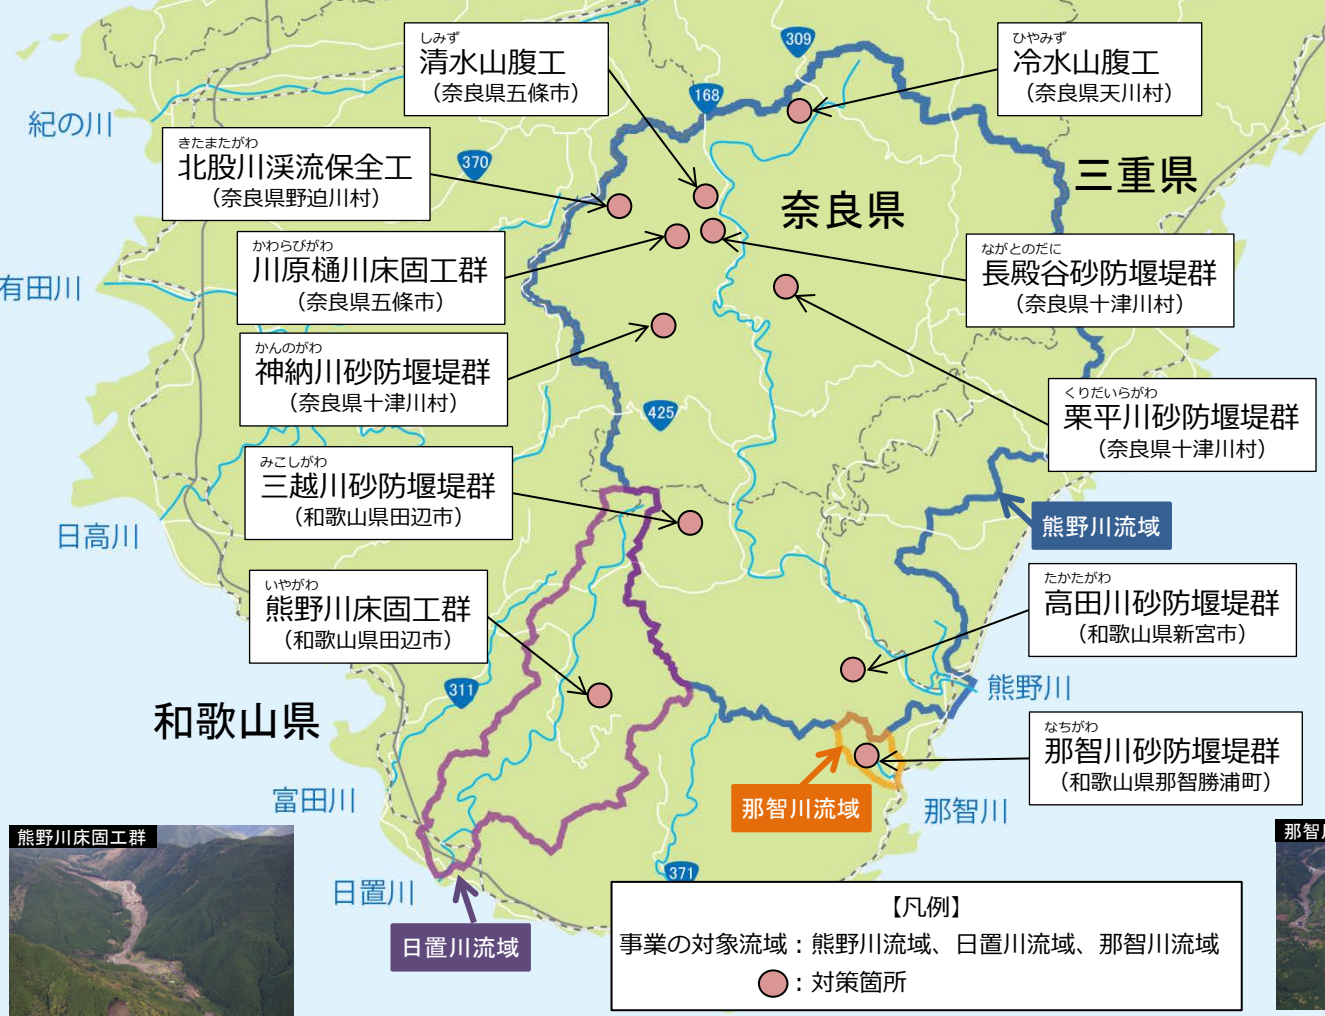 しみず
清水山腹工
（奈良県五條市）
309
ひやみず
冷水山腹工
（奈良県天川村）
168
紀の川
きたまたがわ
北股川渓流保全工
（奈良県野迫川村）
370
三重県
奈良県
かわらびがわ
川原樋川床固工群
（奈良県五條市）
ながとのだに
長殿谷砂防堰堤群
（奈良県十津川村）
有田川
かんのがわ
神納川砂防堰堤群
（奈良県十津川村）
くりだいらがわ
栗平川砂防堰堤群
（奈良県十津川村）
425
みこしがわ
三越川砂防堰堤群
（和歌山県田辺市）
日高川
熊野川流域
いやがわ
熊野川床固工群
（和歌山県田辺市）
たかたがわ
高田川砂防堰堤群
（和歌山県新宮市）
311
熊野川
和歌山県
なちがわ
那智川砂防堰堤群
（和歌山県那智勝浦町）
富田川
那智川流域
那智川
熊野川床固工群
那智
371
日置川
日置川流域
【凡例】
事業の対象流域：熊野川流域、日置川流域、那智川流域
：対策箇所